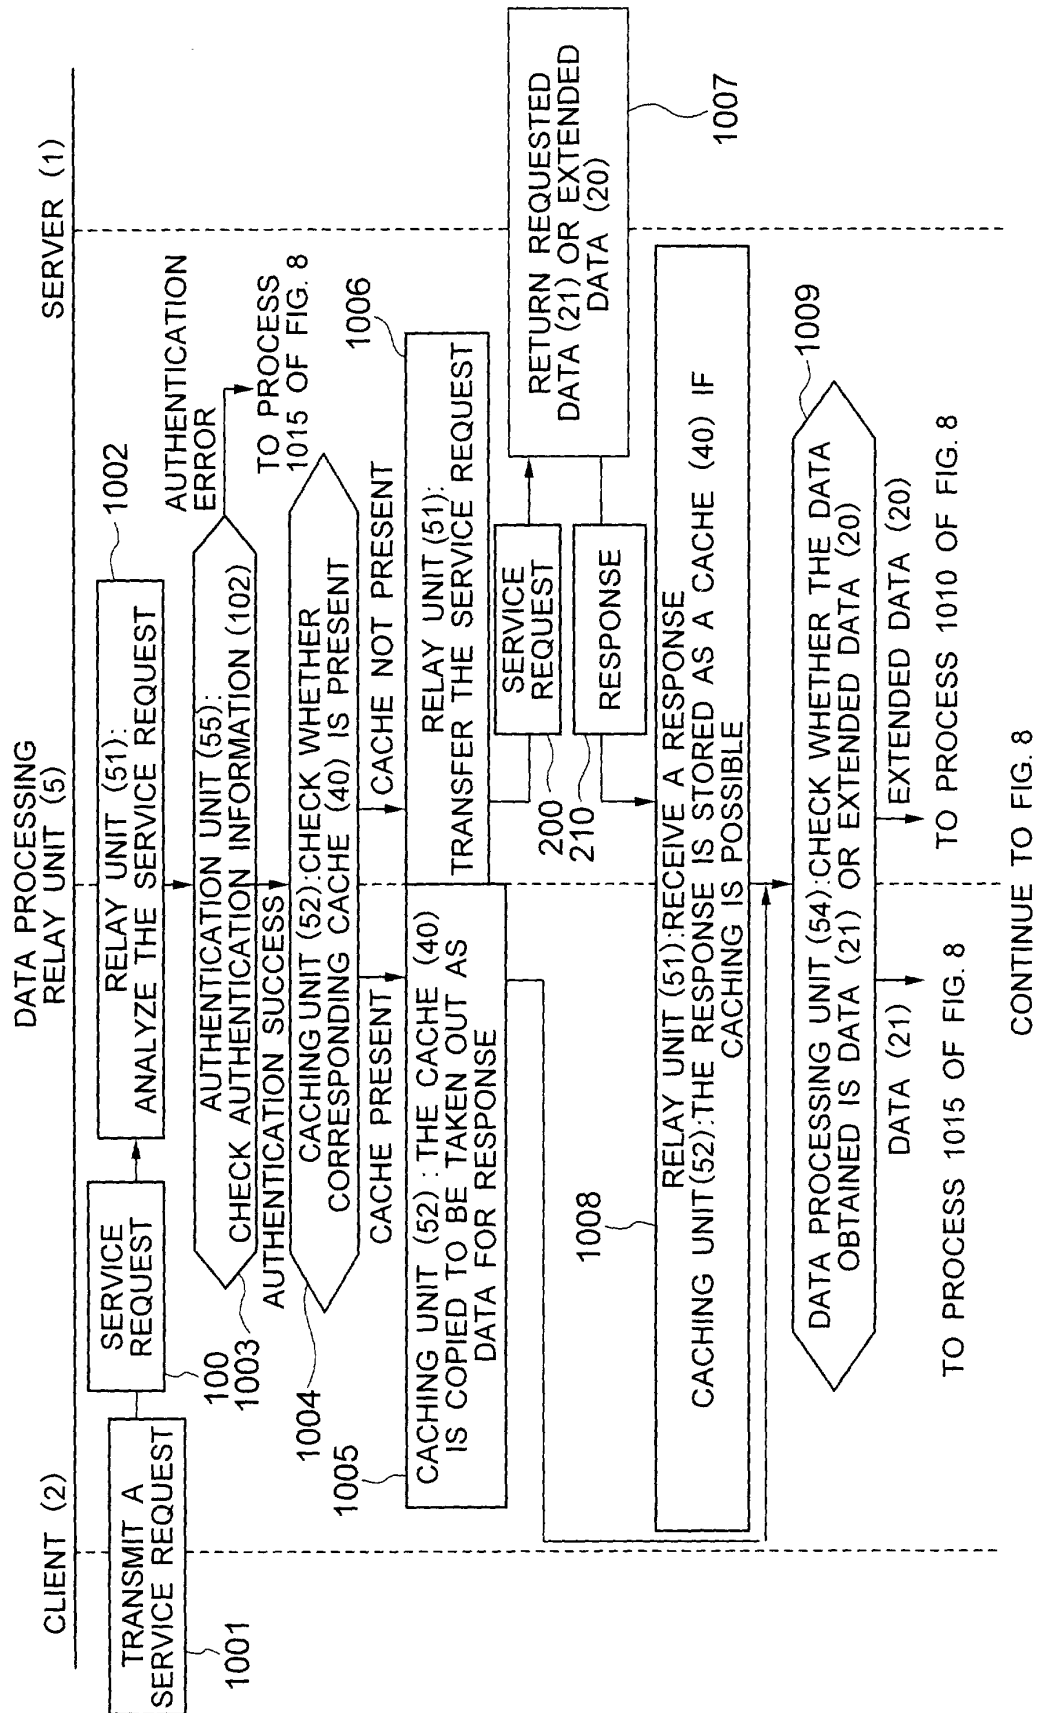 CLIENT (2)
DATA PROCESSING
RELAY UNIT (5)
SERVER (1)
TRANSMIT A
SERVICE REQUEST
1001
SERVICE
REQUEST
100
RELAY UNIT (51):
ANALYZE THE SERVICE REQUEST
1002
1003
AUTHENTICATION UNIT (55):
CHECK AUTHENTICATION INFORMATION (102)
AUTHENTICATION
ERROR
TO PROCESS
1015 OF FIG. 8
AUTHENTICATION SUCCESS
1004
CACHING UNIT (52):CHECK WHETHER
CORRESPONDING CACHE (40) IS PRESENT
CACHE PRESENT
CACHE NOT PRESENT
1005
CACHING UNIT (52) : THE CACHE (40)
IS COPIED TO BE TAKEN OUT AS
DATA FOR RESPONSE
RELAY UNIT (51):
TRANSFER THE SERVICE REQUEST
1006
SERVICE
REQUEST
200
RETURN REQUESTED
DATA (21) OR EXTENDED
DATA (20)
1007
RESPONSE
210
1008
RELAY UNIT (51):RECEIVE A RESPONSE
CACHING UNIT(52):THE RESPONSE IS STORED AS A CACHE (40) IF
CACHING IS POSSIBLE
DATA PROCESSING UNIT (54):CHECK WHETHER THE DATA
OBTAINED IS DATA (21) OR EXTENDED DATA (20)
1009
DATA (21)
EXTENDED DATA (20)
TO PROCESS 1015 OF FIG. 8
TO PROCESS 1010 OF FIG. 8
CONTINUE TO FIG. 8